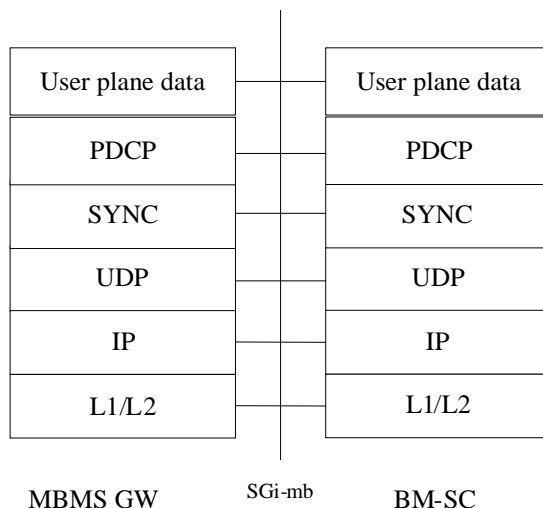 User plane data User plane data
PDCP PDCP
SYNC SYNC
UDP UDP
IP IP
L1/L2 L1/L2
MBMS GW SGi-mb BM-SC